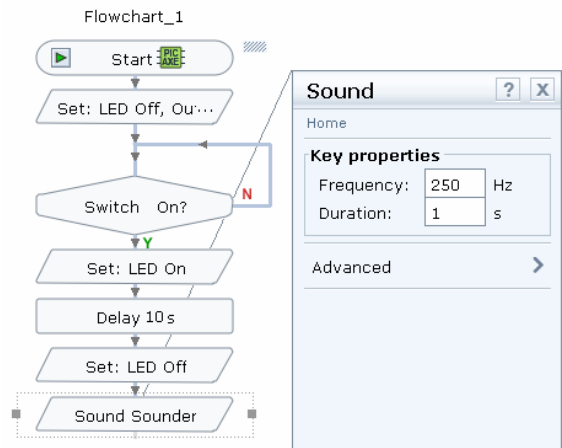 Flowchart_1
Start PIC AXE
Set: LED Off, Ou···
Switch On?
N
Y
Set: LED On
Delay 10s
Set: LED Off
Sound Sounder
Sound
? X
Home
Key properties
Frequency: 250 Hz
Duration: 1 s
Advanced